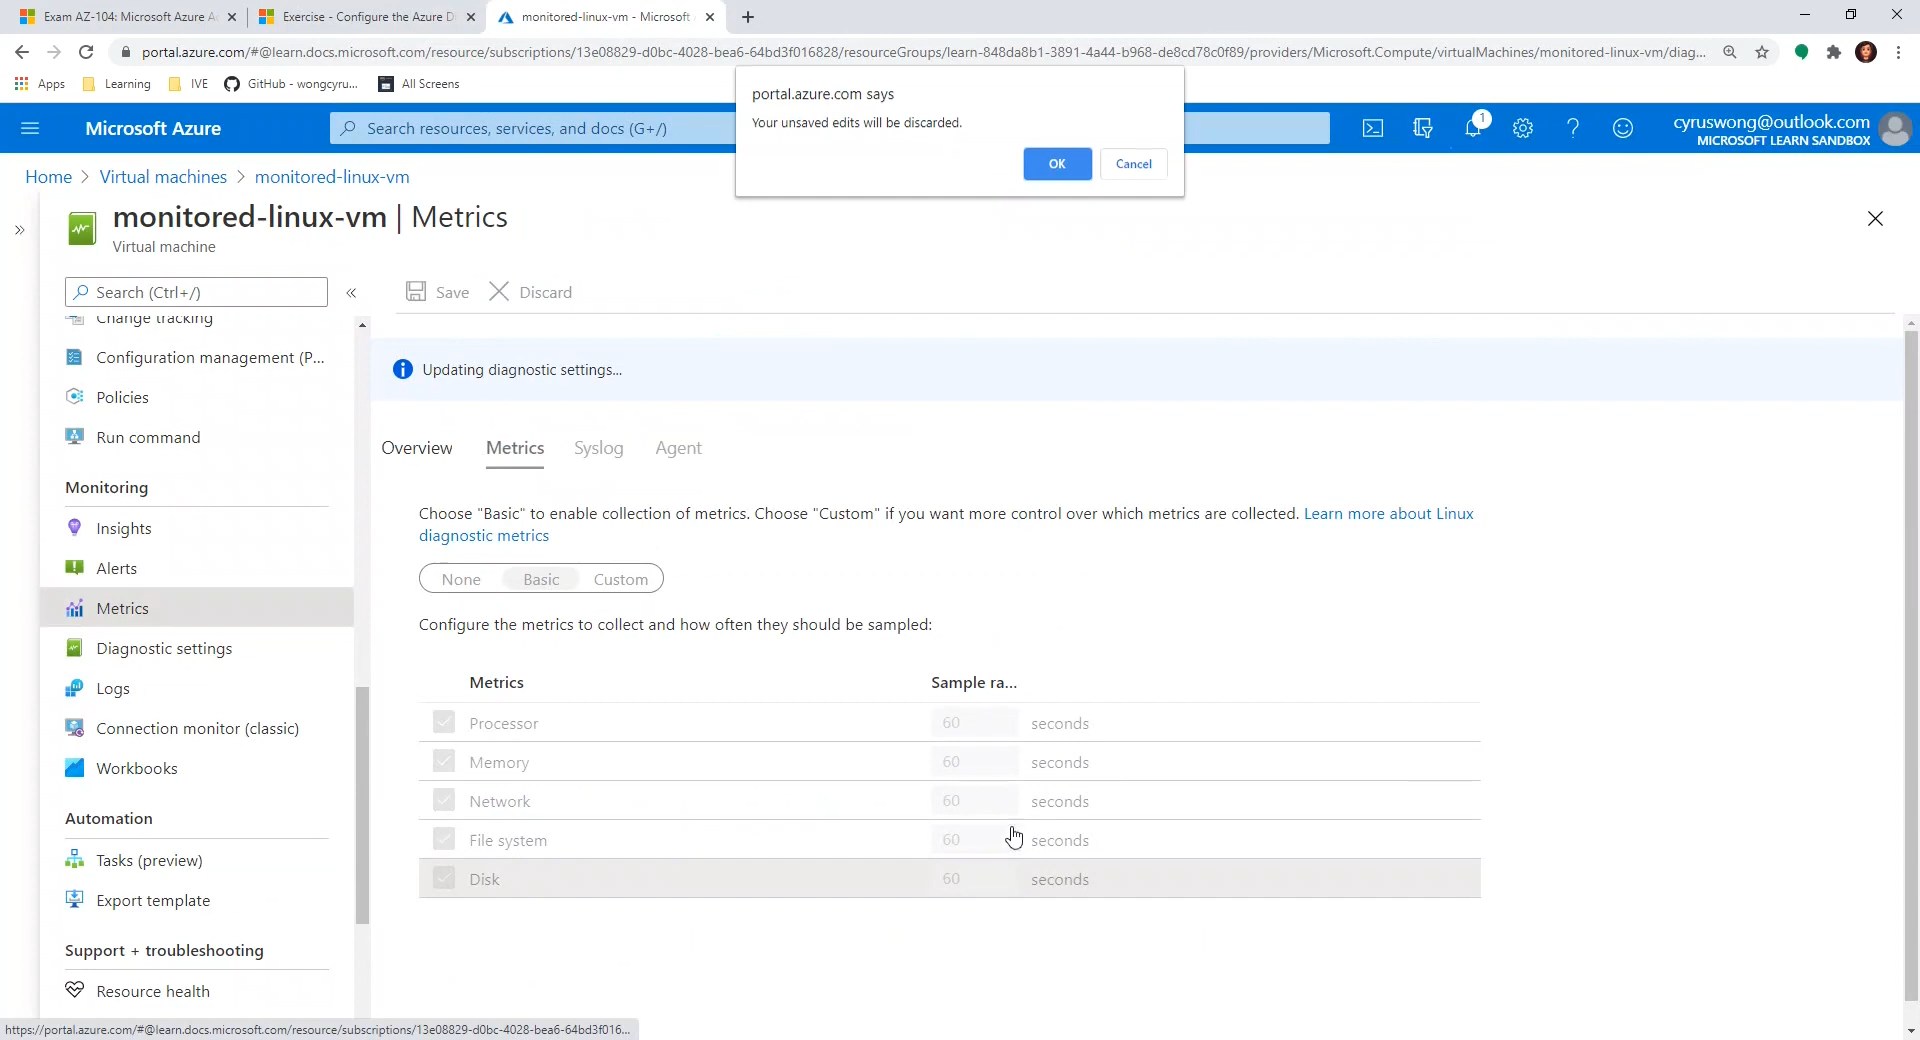 Exam AZ-104: Microsoft Azure Ad
Exercise - Configure the Azure D
monitored-linux-vm - Microsoft
portal.azure.com/#@learn.docs.microsoft.com/resource/subscriptions/13e08829-d0bc-4028-bea6-64bd3f016828/resourceGroups/learn-848da8b1-3891-4a44-b968-de8cd78c0f89/providers/Microsoft.Compute/virtualMachines/monitored-linux-vm/diag...
Apps
Learning
IVE
GitHub - wongcyru...
All Screens
portal.azure.com says
Your unsaved edits will be discarded.
OK
Cancel
Microsoft Azure
Search resources, services, and docs (G+/)
1
cyruswong@outlook.com
MICROSOFT LEARN SANDBOX
Home > Virtual machines > monitored-linux-vm
monitored-linux-vm | Metrics
Virtual machine
Search (Ctrl+/)
Save
Discard
Change tracking
Configuration management (P...
Policies
Run command
Monitoring
Insights
Alerts
Metrics
Diagnostic settings
Logs
Connection monitor (classic)
Workbooks
Automation
Tasks (preview)
Export template
Support + troubleshooting
Resource health
Updating diagnostic settings...
Overview
Metrics
Syslog
Agent
Choose "Basic" to enable collection of metrics. Choose "Custom" if you want more control over which metrics are collected. Learn more about Linux
diagnostic metrics
None
Basic
Custom
Configure the metrics to collect and how often they should be sampled:
Metrics Sample ra...
Processor 60 seconds
Memory 60 seconds
Network 60 seconds
File system 60 seconds
Disk 60 seconds
https://portal.azure.com/#@learn.docs.microsoft.com/resource/subscriptions/13e08829-d0bc-4028-bea6-64bd3f016...